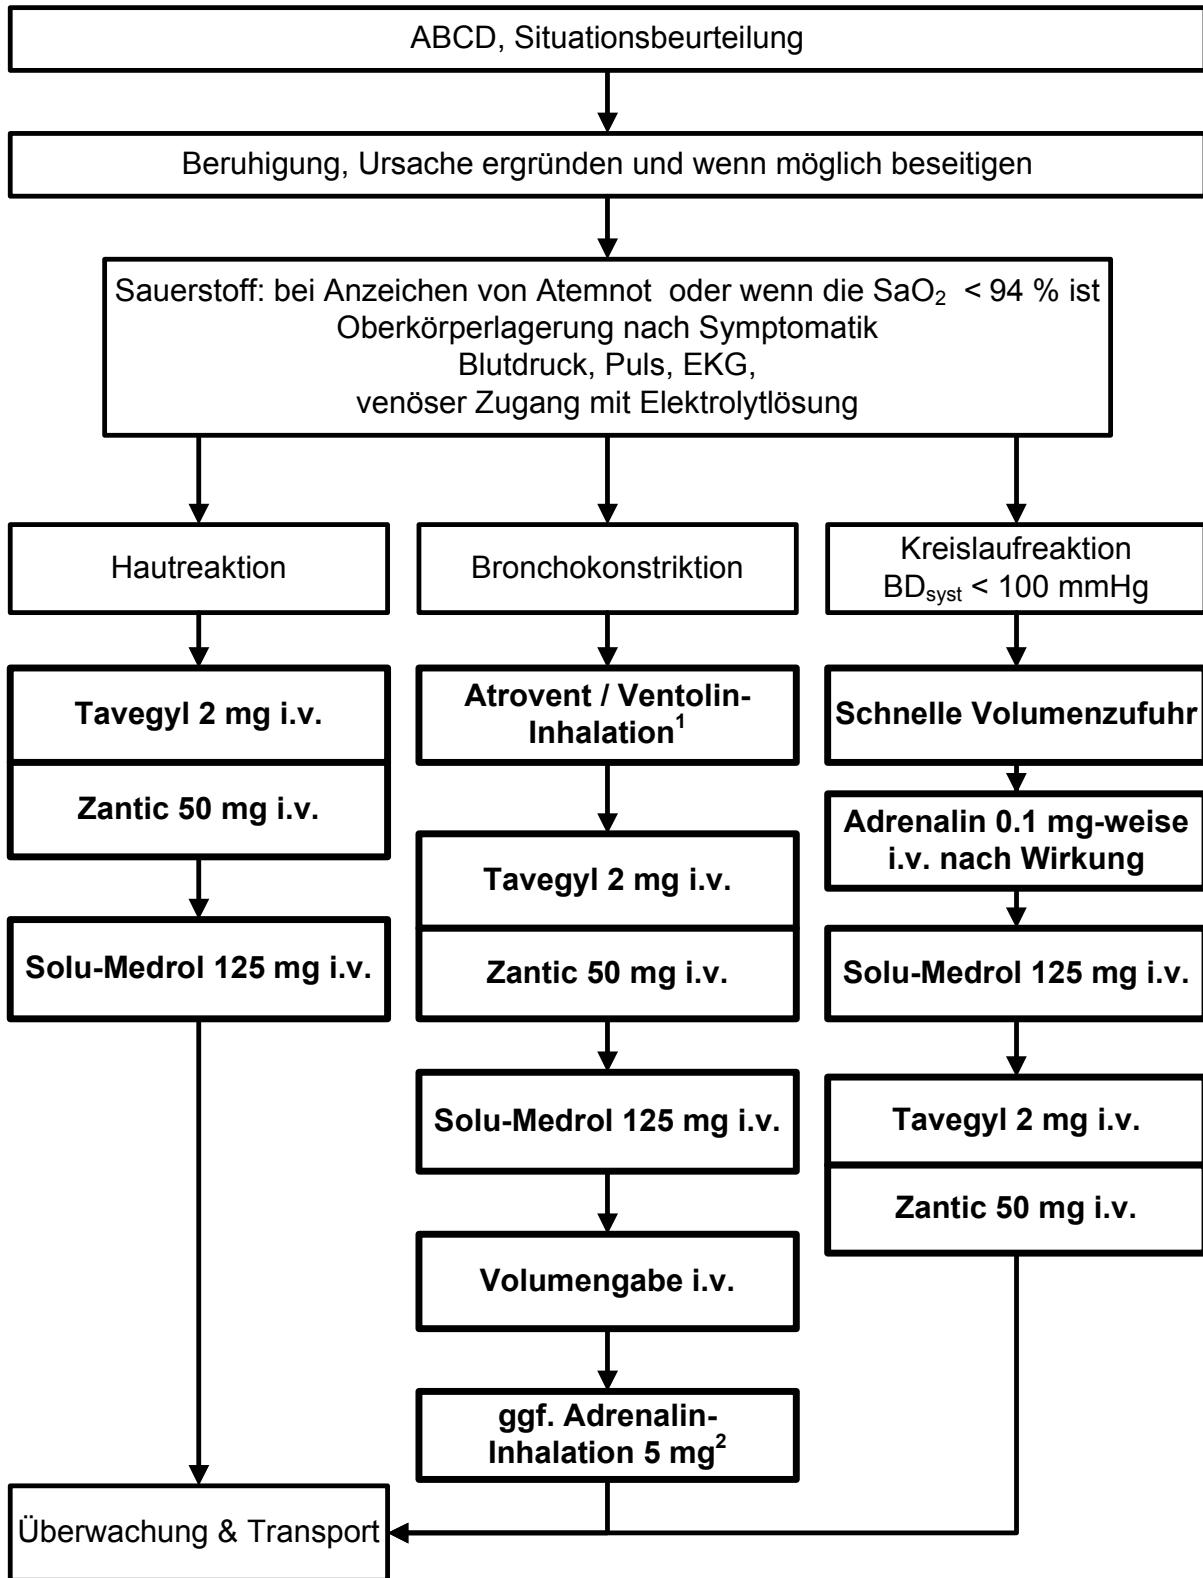 ABCD, Situationsbeurteilung
Beruhigung, Ursache ergründen und wenn möglich beseitigen
Sauerstoff: bei Anzeichen von Atemnot oder wenn die SaO₂ < 94 % ist
Oberkörperlagerung nach Symptomatik
Blutdruck, Puls, EKG,
venöser Zugang mit Elektrolytlösung
Hautreaktion
Tavegyl 2 mg i.v.
Zantic 50 mg i.v.
Solu-Medrol 125 mg i.v.
Bronchokonstriktion
Atrovent / Ventolin-
Inhalation¹
Tavegyl 2 mg i.v.
Zantic 50 mg i.v.
Solu-Medrol 125 mg i.v.
Volumengabe i.v.
ggf. Adrenalin-
Inhalation 5 mg²
Kreislaufreaktion
BDsyst < 100 mmHg
Schnelle Volumenzufuhr
Adrenalin 0.1 mg-weise
i.v. nach Wirkung
Solu-Medrol 125 mg i.v.
Tavegyl 2 mg i.v.
Zantic 50 mg i.v.
Überwachung & Transport